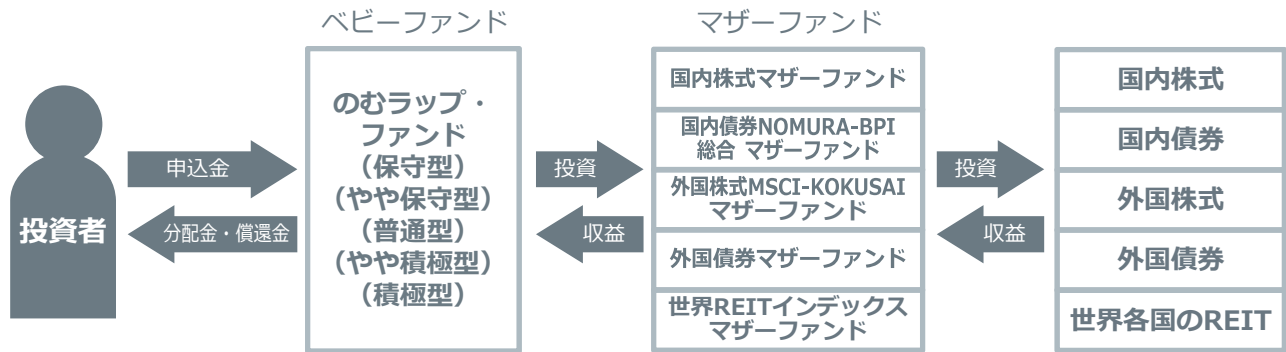 ベビーファンド
マザーファンド
投資者
申込金
分配金・償還金
のむラップ・
ファンド
（保守型）
（やや保守型）
（普通型）
（やや積極型）
（積極型）
投資
収益
国内株式マザーファンド
国内債券NOMURA-BPI
総合 マザーファンド
外国株式MSCI-KOKUSAI
マザーファンド
外国債券マザーファンド
世界REITインデックス
マザーファンド
投資
収益
国内株式
国内債券
外国株式
外国債券
世界各国のREIT